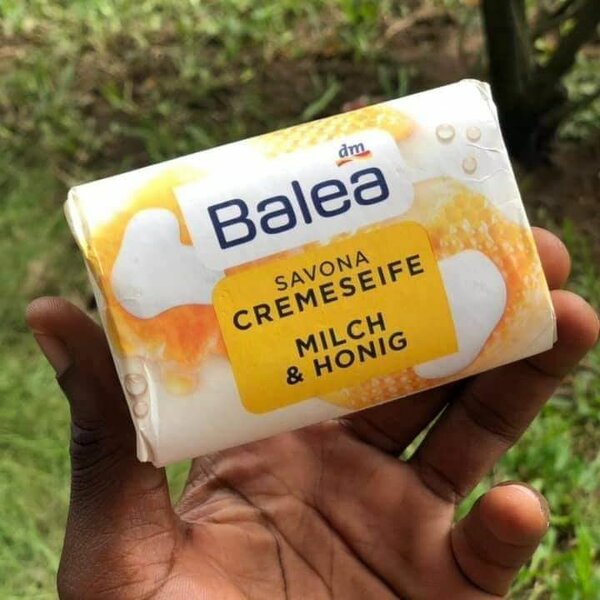 dm
Balea
SAVONA
CREMESEIFE
MILCH
& HONIG